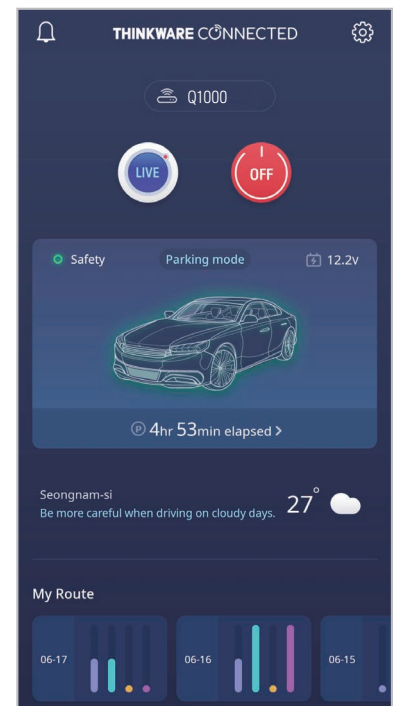 THINKWARE CONNECTED
Q1000
LIVE
OFF
Safety
Parking mode
12.2v
P 4hr 53min elapsed >
Seongnam-si
Be more careful when driving on cloudy days.
27°
My Route
06-17
06-16
06-15